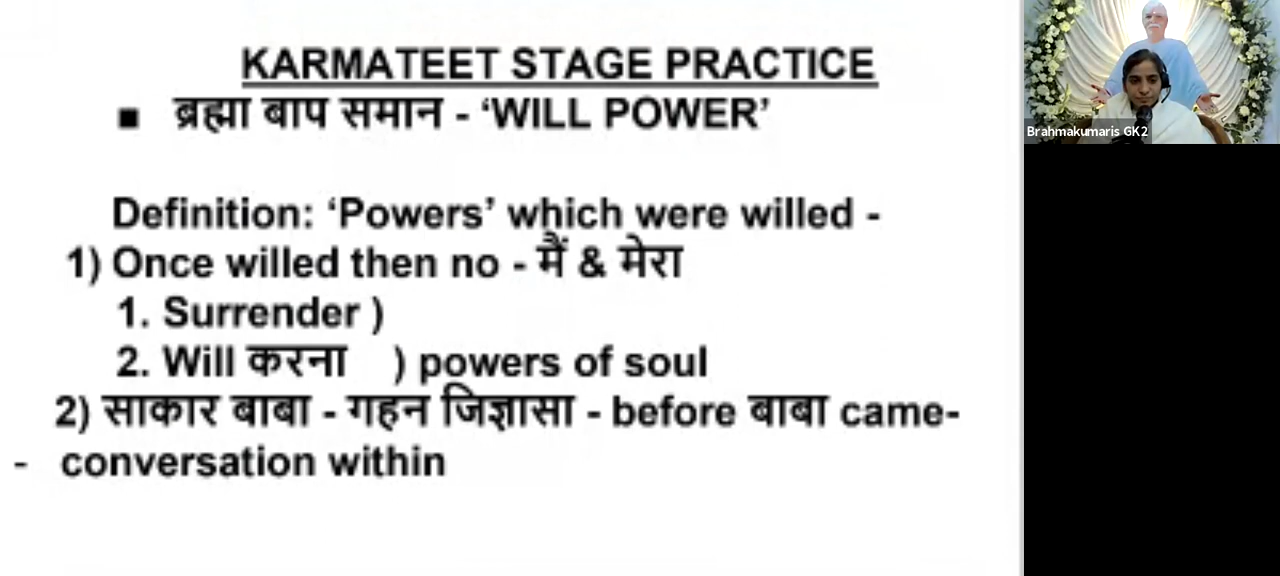 KARMATEET STAGE PRACTICE
▪ ब्रह्मा बाप समान - ‘WILL POWER’
Definition: ‘Powers’ which were willed -
1) Once willed then no - मैं & मेरा
1. Surrender )
2. Will करना ) powers of soul
2) साकार बाबा - गहन जिज्ञासा - before बाबा came-
- conversation within
Brahmakumaris GK2